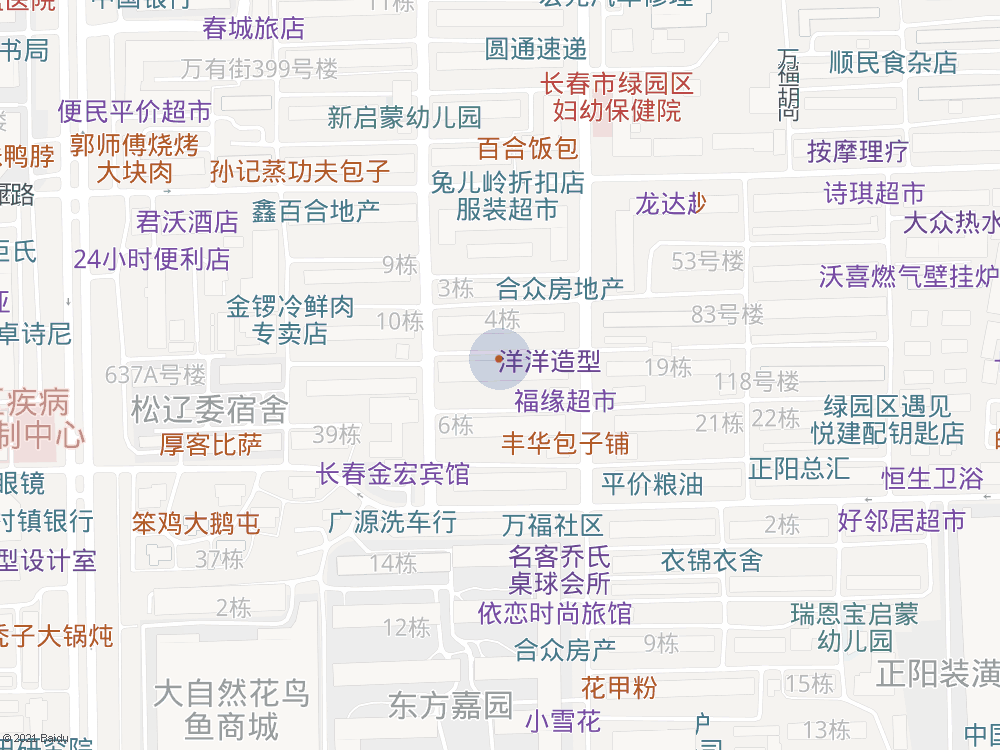 11栋
中国银行
春城旅店
书局
圆通速递
万有街399号楼
万福胡同
顺民食杂店
长春市绿园区
妇幼保健院
便民平价超市
新启蒙幼儿园
郭师傅烧烤
大块肉
鸭脖
百合饭包
按摩理疗
孙记蒸功夫包子
兔儿岭折扣店
服装超市
路
诗琪超市
龙达
君沃酒店
鑫百合地产
大众热水
24小时便利店
9栋
53号楼
3栋
合众房地产
沃喜燃气壁挂炉
金锣冷鲜肉
专卖店
10栋
4栋
83号楼
卓诗尼
洋洋造型
19栋
637A号楼
118号楼
疾病
制中心
松辽委宿舍
福缘超市
绿园区遇见
悦建配钥匙店
6栋
21栋
22栋
39栋
厚客比萨
丰华包子铺
长春金宏宾馆
正阳总汇
眼镜
平价粮油
恒生卫浴
村镇银行
笨鸡大鹅屯
广源洗车行
万福社区
2栋
好邻居超市
型设计室
37栋
14栋
名客乔氏
桌球会所
衣锦衣舍
2栋
依恋时尚旅馆
瑞恩宝启蒙
幼儿园
秃子大锅炖
12栋
合众房产
9栋
正阳装潢
大自然花鸟
鱼商城
东方嘉园
花甲粉
15栋
小雪花
13栋
中国
研究院
© 2021 Baidu